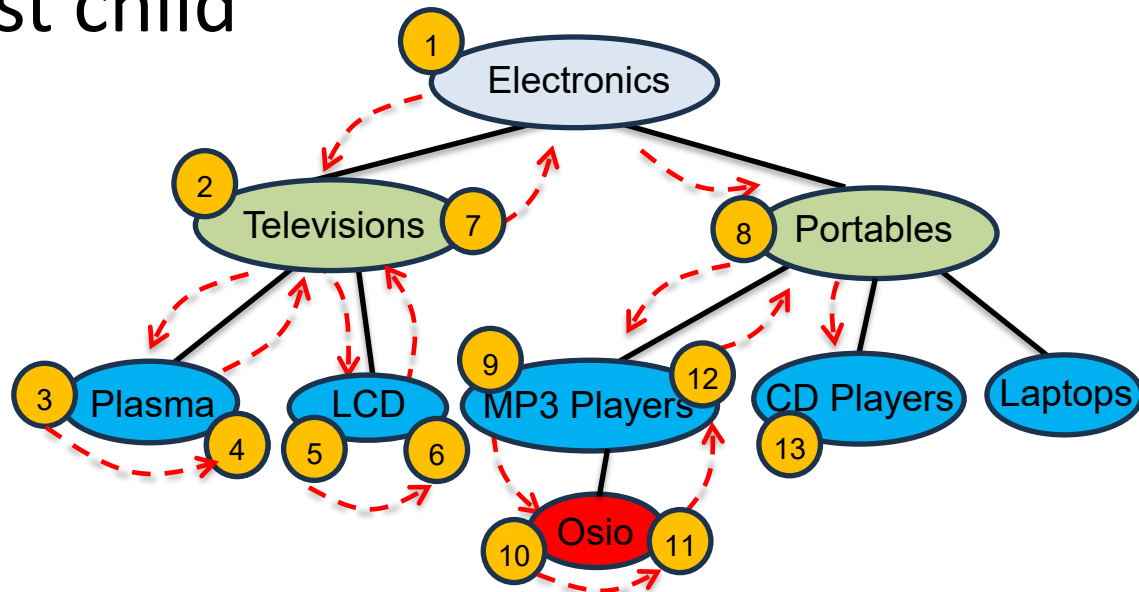 st child
1
Electronics
2
Televisions
7
8
Portables
3
Plasma
4
LCD
5
6
9
MP3 Players
12
CD Players
13
Laptops
10
Osio
11